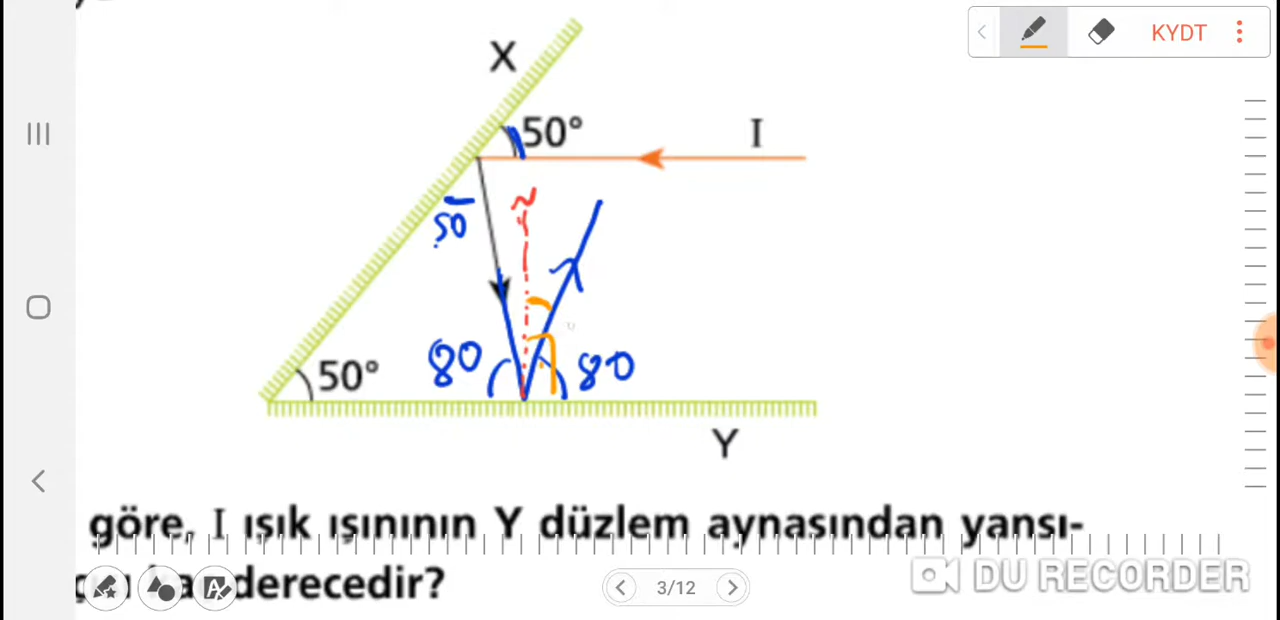 KYDT
X
50°
I
50
N
50°
80
80
Y
göre, I ışık ışınının Y düzlem aynasından yansı-
derecedir?
3/12
DU RECORDER